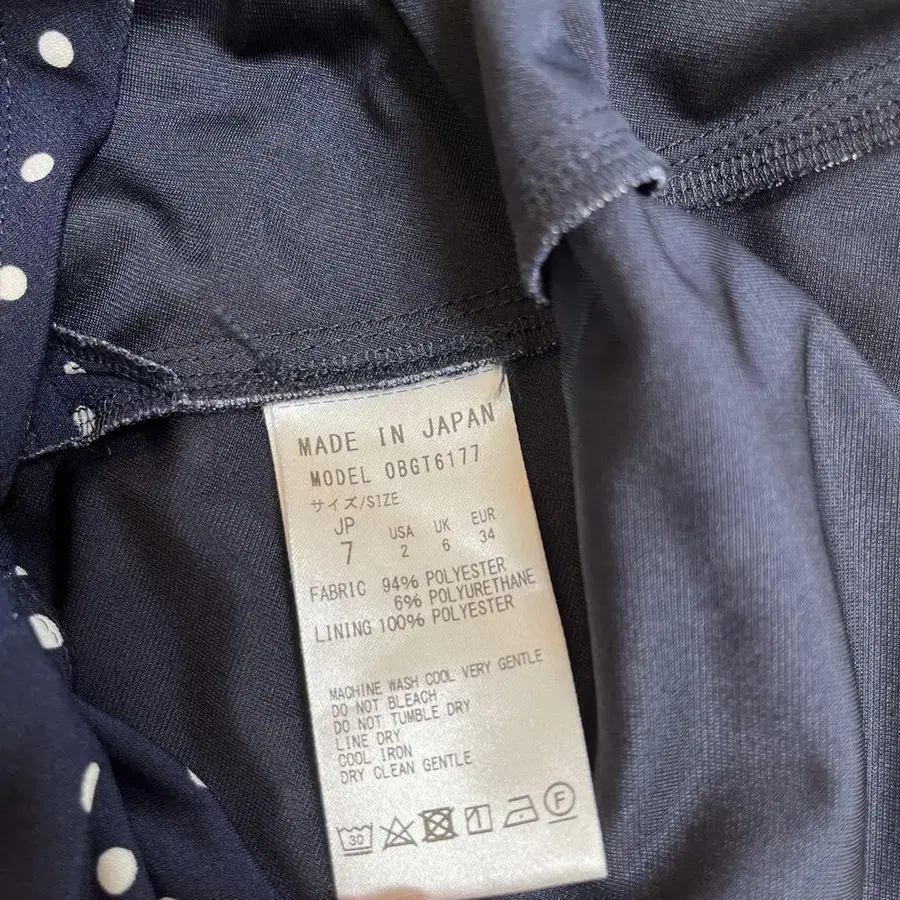 MADE IN JAPAN
MODEL OBGT6177
サイズ/SIZE
JP USA UK EUR
7 2 6 34
FABRIC 94% POLYESTER
6% POLYURETHANE
LINING 100% POLYESTER
MACHINE WASH COOL VERY GENTLE
DO NOT BLEACH
DO NOT TUMBLE DRY
LINE DRY
COOL IRON
DRY CLEAN GENTLE
30 F